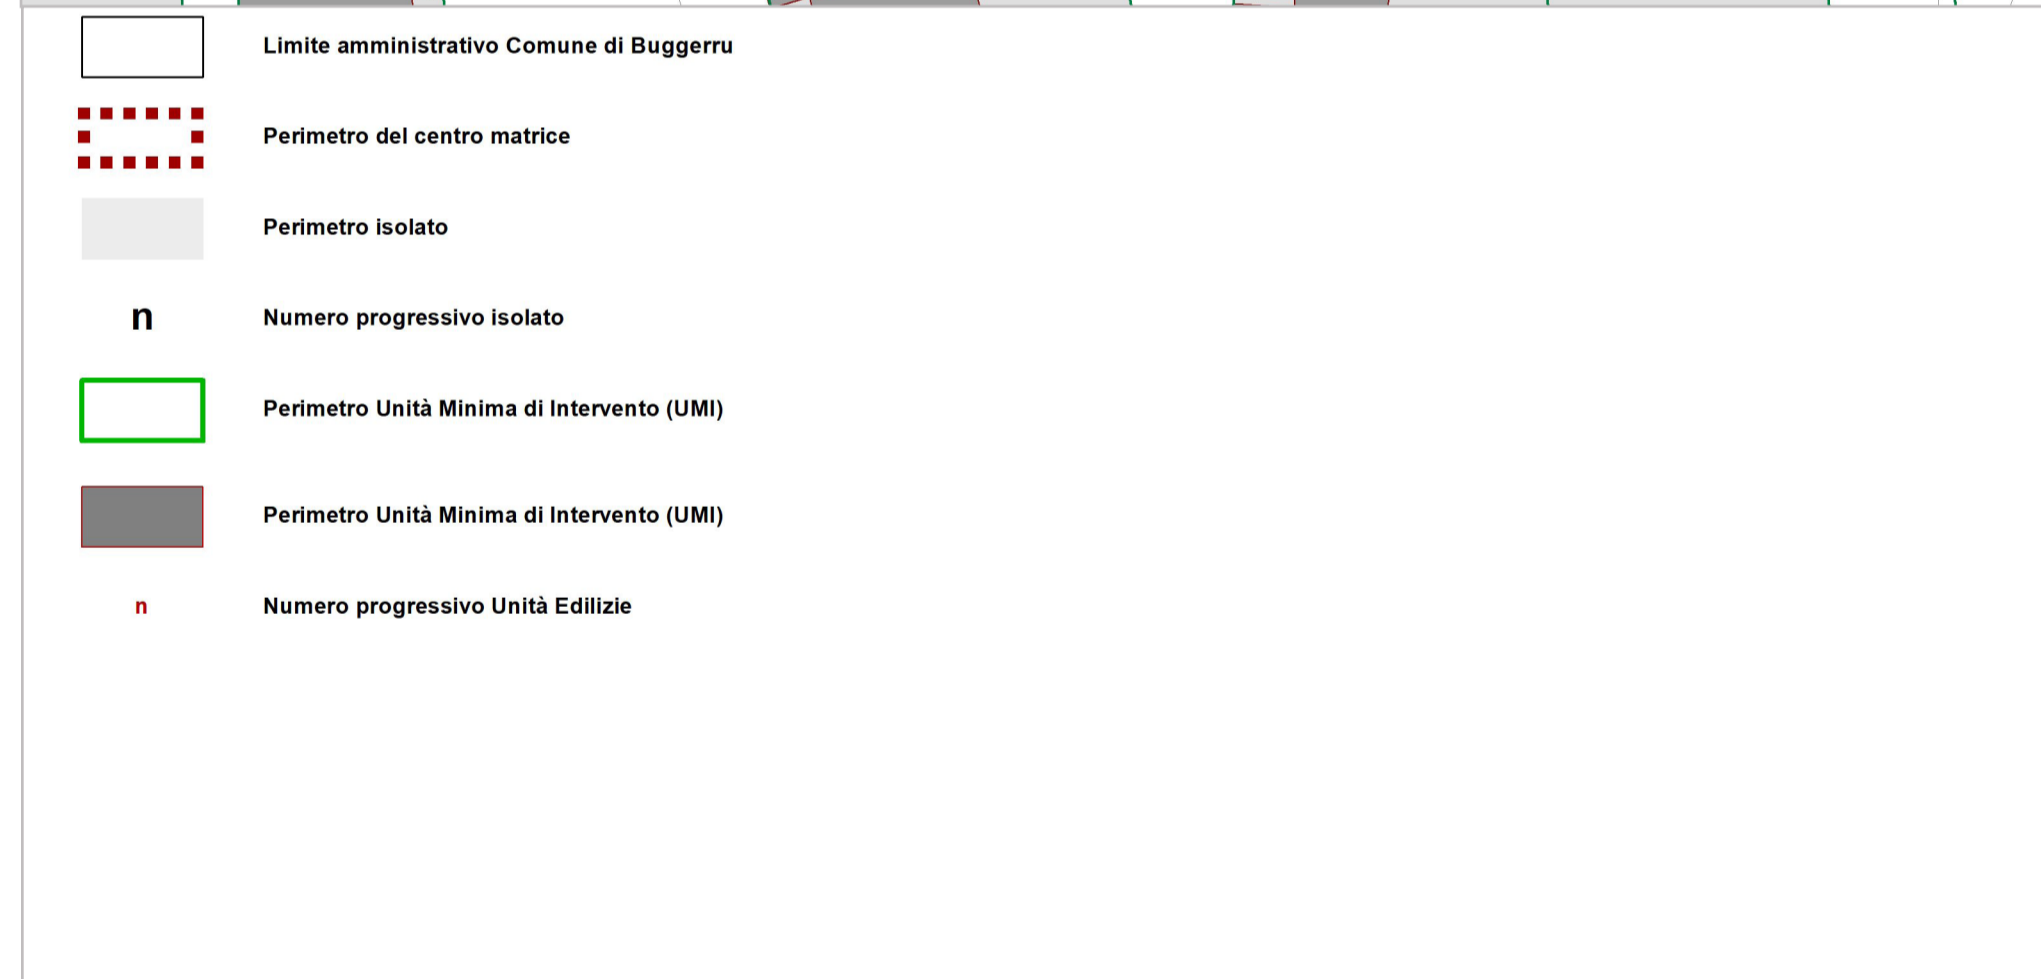 Limite amministrativo Comune di Buggerru
Perimetro del centro matrice
Perimetro isolato
n Numero progressivo isolato
Perimetro Unità Minima di Intervento (UMI)
Perimetro Unità Minima di Intervento (UMI)
n Numero progressivo Unità Edilizie